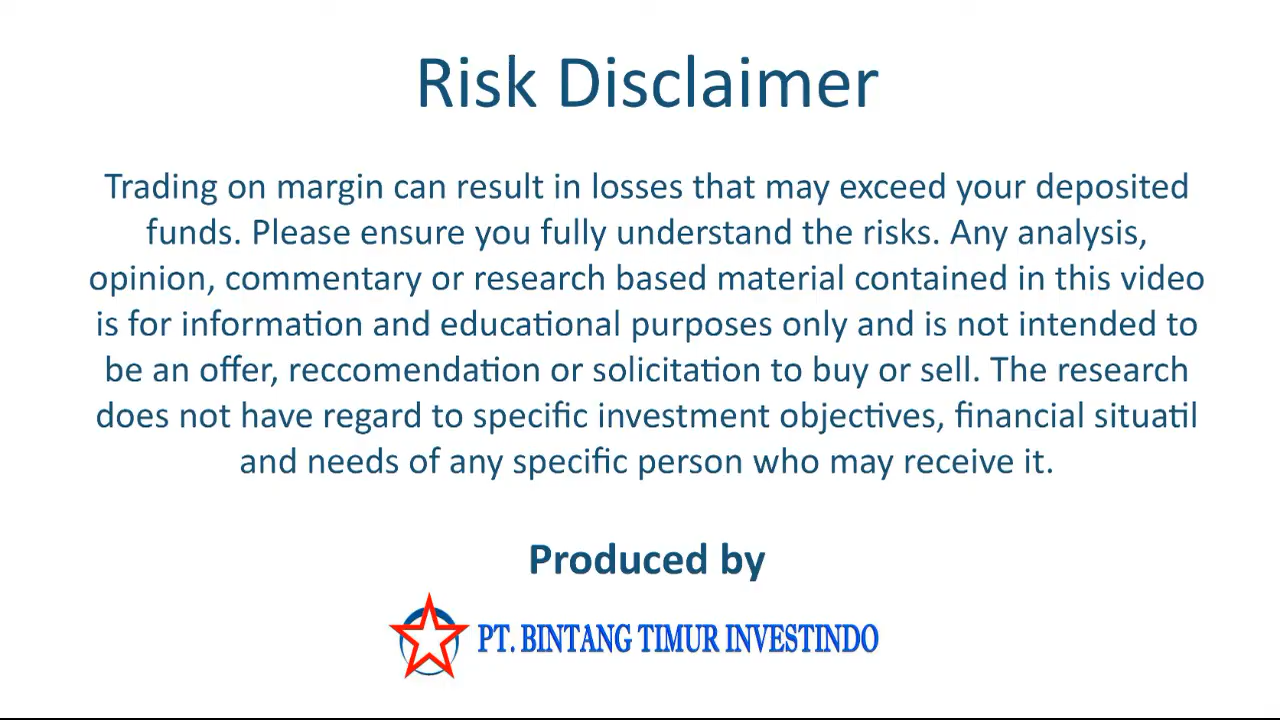 Risk Disclaimer
Trading on margin can result in losses that may exceed your deposited
funds. Please ensure you fully understand the risks. Any analysis,
opinion, commentary or research based material contained in this video
is for information and educational purposes only and is not intended to
be an offer, reccomendation or solicitation to buy or sell. The research
does not have regard to specific investment objectives, financial situatil
and needs of any specific person who may receive it.
Produced by
PT. BINTANG TIMUR INVESTINDO